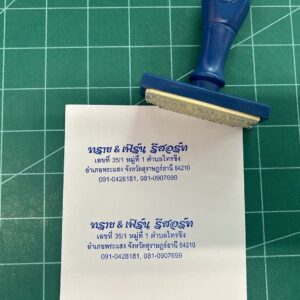 ทราย & เฟิร์น รีสอร์ท
เลขที่ 35/1 หมู่ที่ 1 ตำบลไทรขึง
อำเภอพระแสง จังหวัดสุราษฎร์ธานี 84210
091-0428181, 081-0907699
ทราย & เฟิร์น รีสอร์ท
เลขที่ 35/1 หมู่ที่ 1 ตำบลไทรขึง
อำเภอพระแสง จังหวัดสุราษฎร์ธานี 84210
091-0428181, 081-0907699